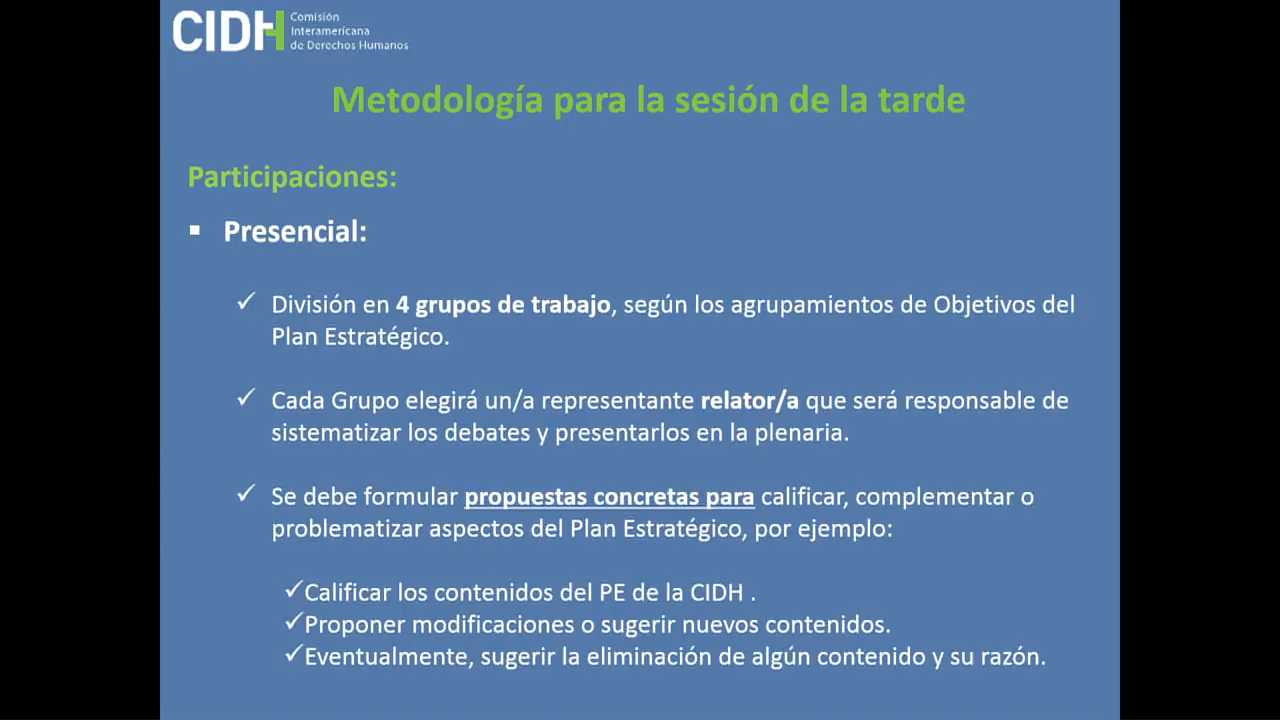 CIDH
Comisión
Interamericana
de Derechos Humanos
Metodología para la sesión de la tarde
Participaciones:
▪ Presencial:
✓ División en 4 grupos de trabajo, según los agrupamientos de Objetivos del
Plan Estratégico.
✓ Cada Grupo elegirá un/a representante relator/a que será responsable de
sistematizar los debates y presentarlos en la plenaria.
✓ Se debe formular propuestas concretas para calificar, complementar o
problematizar aspectos del Plan Estratégico, por ejemplo:
✓Calificar los contenidos del PE de la CIDH .
✓Proponer modificaciones o sugerir nuevos contenidos.
✓Eventualmente, sugerir la eliminación de algún contenido y su razón.